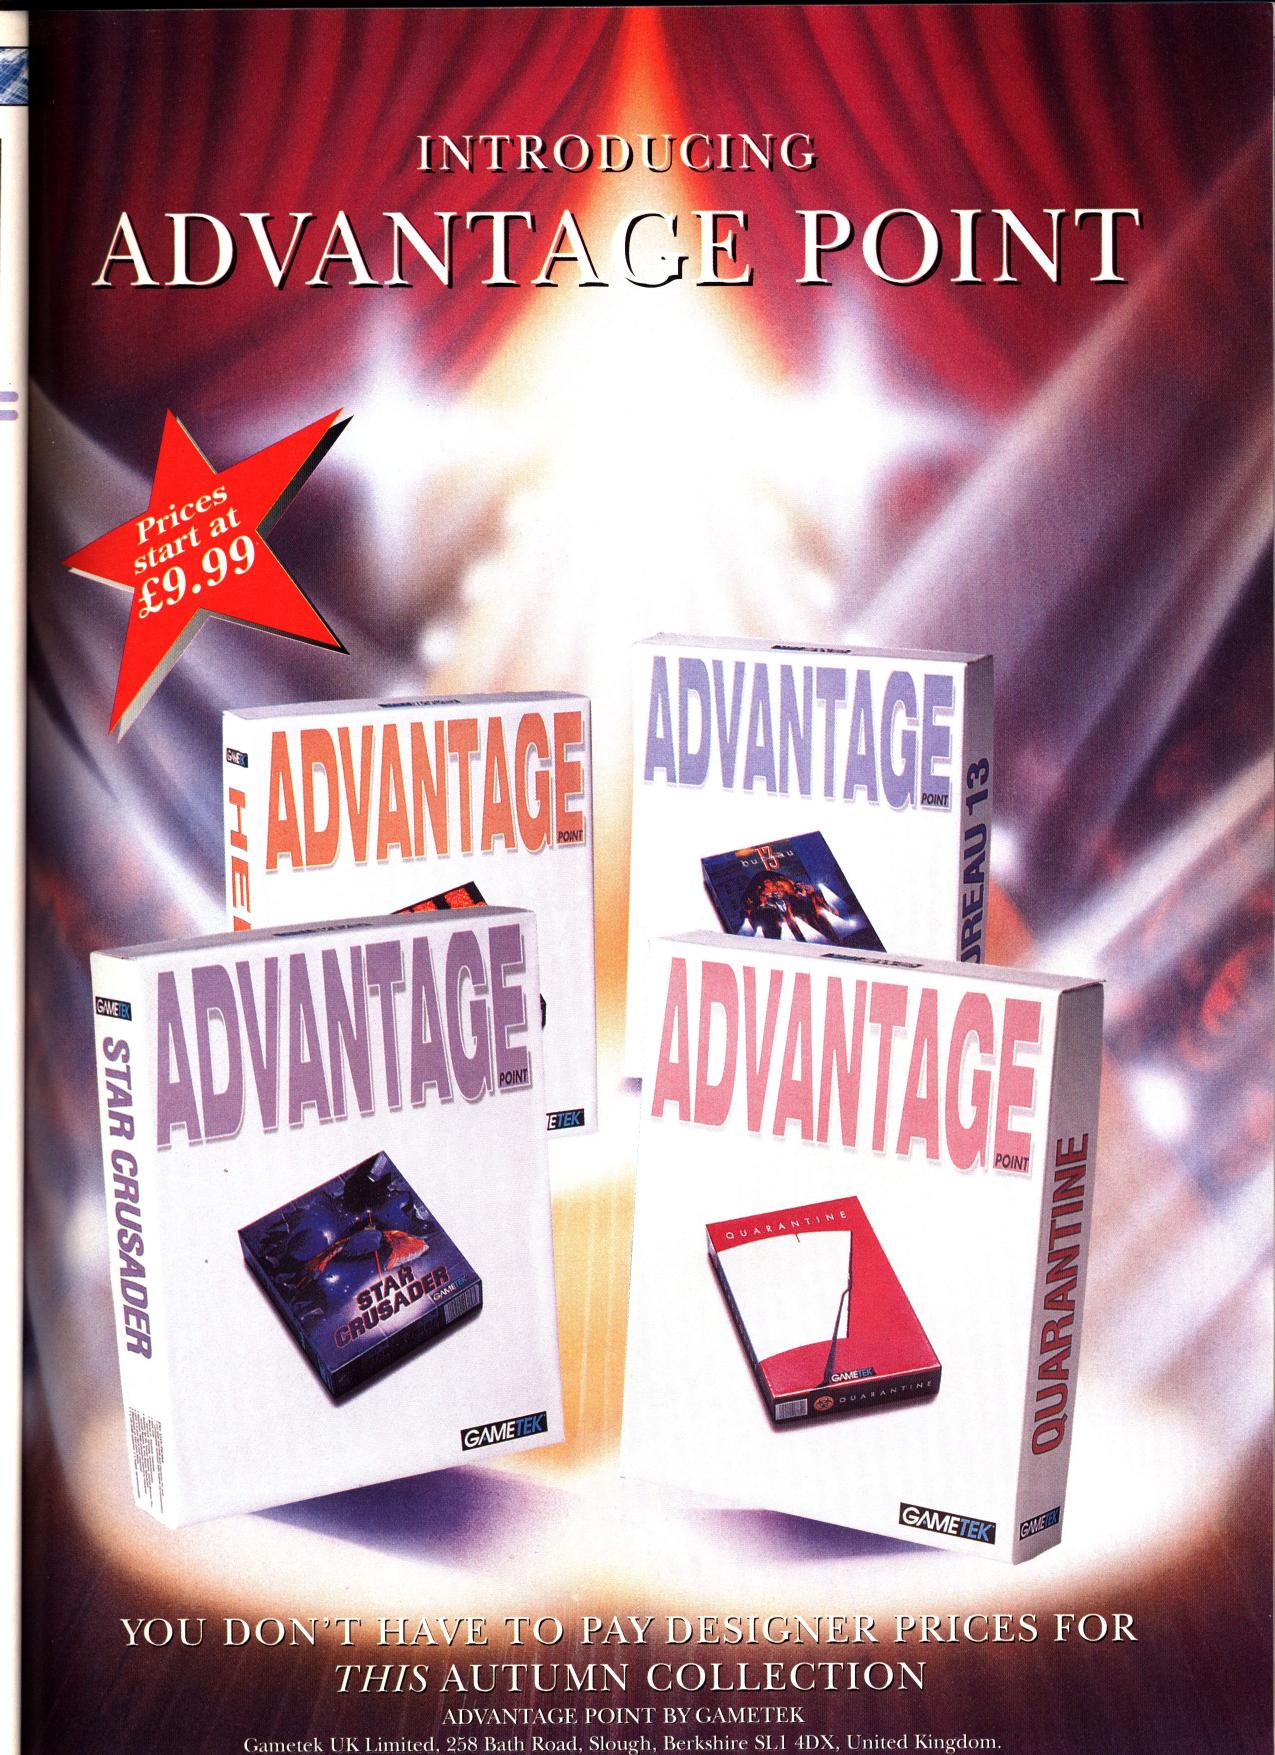 INTRODUCING
ADVANTAGE POINT
Prices
start at
£9.99
ADVANTAGE
POINT
GAMETEK
ADVANTAGE
POINT
UREAU 13
bureau
13
ADVANTAGE
POINT
GAMETEK
STAR CRUSADER
STAR
CRUSADER
GAMETEK
GAMETEK
ADVANTAGE
POINT
QUARANTINE
QUARANTINE
GAMETEK
QUARANTINE
GAMETEK
GAMETEK
YOU DON'T HAVE TO PAY DESIGNER PRICES FOR
THIS AUTUMN COLLECTION
ADVANTAGE POINT BY GAMETEK
Gametek UK Limited, 258 Bath Road, Slough, Berkshire SL1 4DX, United Kingdom.